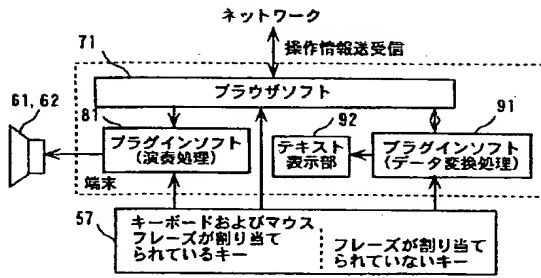 ネットワーク
操作情報送受信
71
ブラウザソフト
61, 62
81
プラグインソフト
(演奏処理)
92
テキスト
表示部
91
プラグインソフト
(データ変換処理)
端末
57
キーボードおよびマウス
フレーズが割り当て
られているキー
フレーズが割り当て
られていないキー